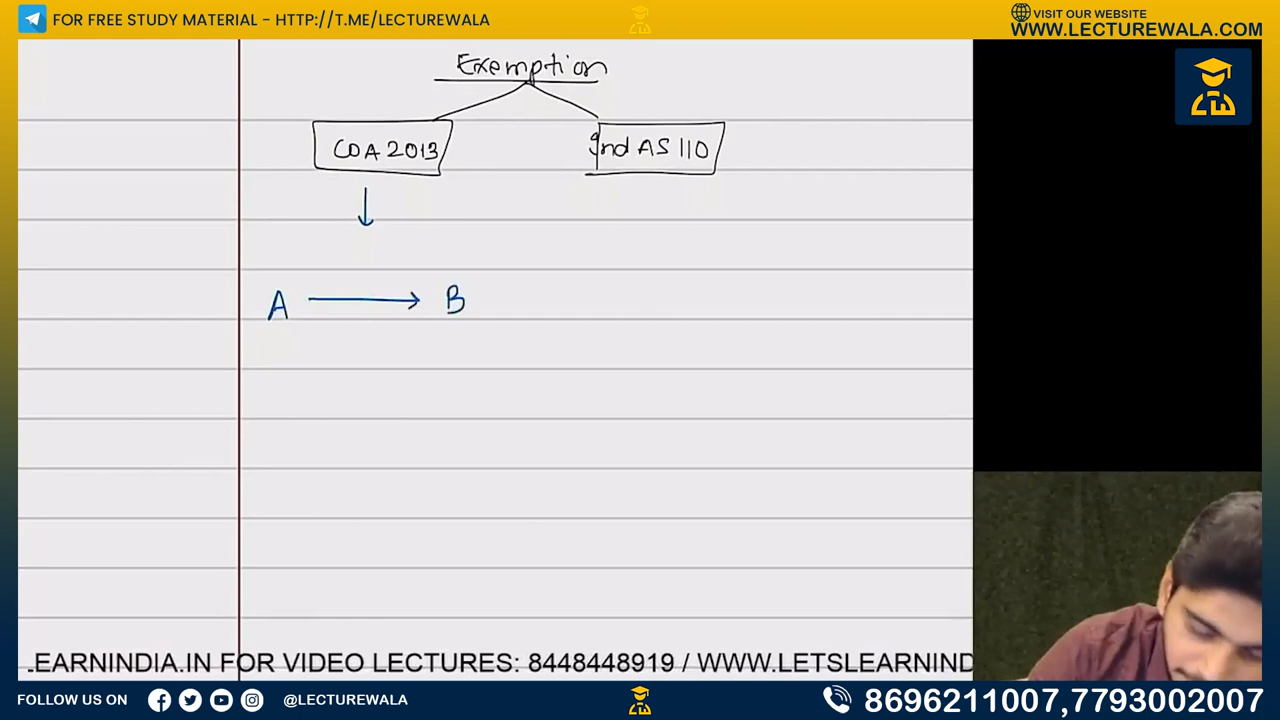 FOR FREE STUDY MATERIAL - HTTP://T.ME/LECTUREWALA
VISIT OUR WEBSITE
WWW.LECTUREWALA.COM
Exemption
COA 2013
Ind AS 110
A → B
.EARNINDIA.IN FOR VIDEO LECTURES: 8448448919 / WWW.LETSLEARNIND
FOLLOW US ON
@LECTUREWALA
8696211007,7793002007